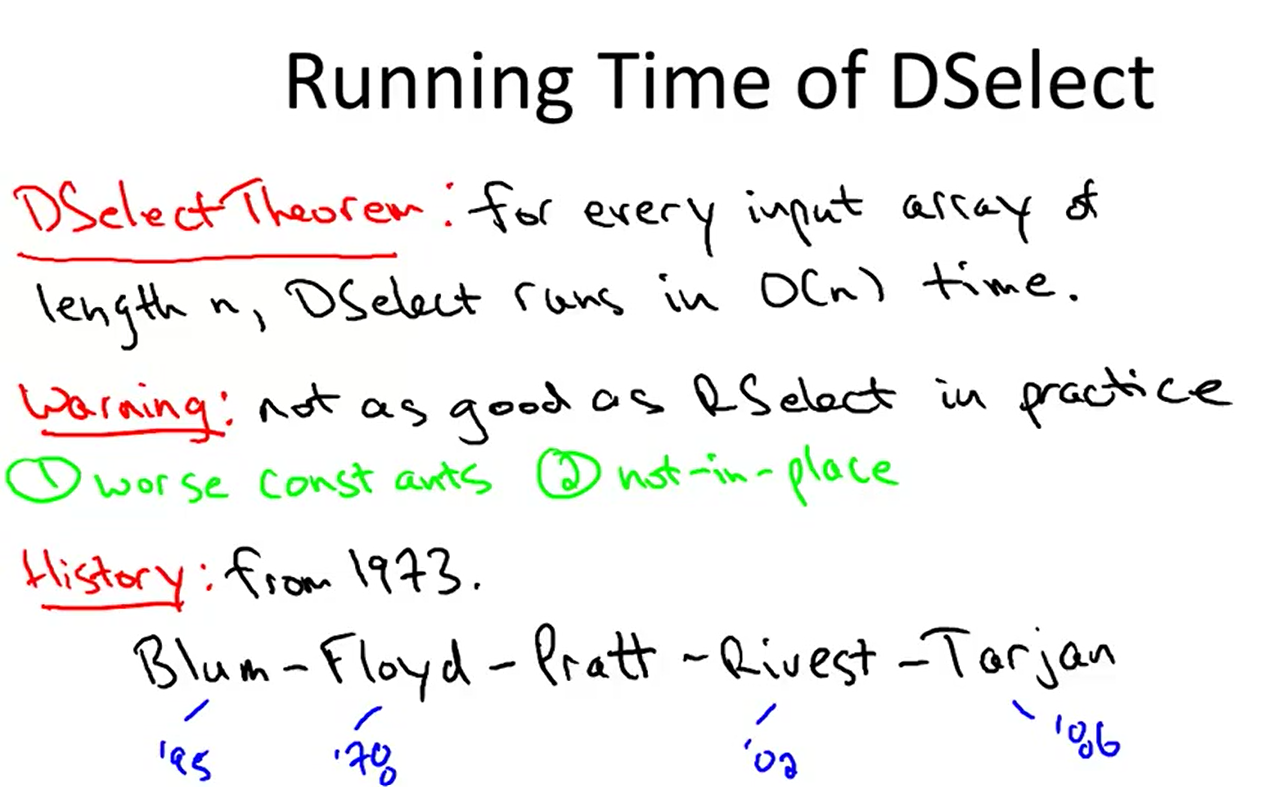 Running Time of DSelect
DSelect Theorem: for every input array of
length n, DSelect runs in O(n) time.
Warning: not as good as RSelect in practice
① worse constants ② not-in-place
History: from 1973.
Blum - Floyd - Pratt - Rivest - Tarjan
'95 '78 '02 '86